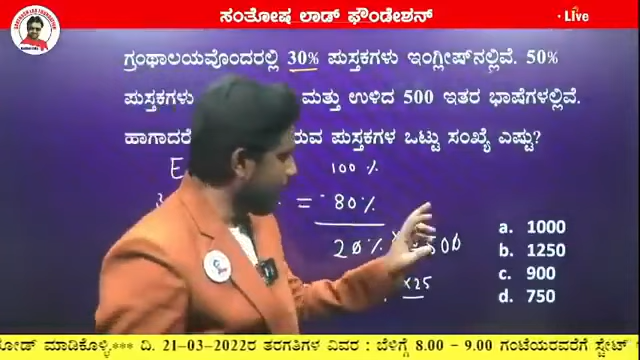 ಸಂತೋಷ ಲಾಡ್ ಫೌಂಡೇಶನ್
Live
ಗ್ರಂಥಾಲಯವೊಂದರಲ್ಲಿ 30% ಪುಸ್ತಕಗಳು ಇಂಗ್ಲೀಷ್‌ನಲ್ಲಿವೆ. 50%
ಪುಸ್ತಕಗಳು ಮತ್ತು ಉಳಿದ 500 ಇತರ ಭಾಷೆಗಳಲ್ಲಿವೆ.
ಹಾಗಾದರೆ ಪುಸ್ತಕಗಳ ಒಟ್ಟು ಸಂಖ್ಯೆ ಎಷ್ಟು?
E 100 %
= 80%
20%
×25
a. 1000
b. 1250
c. 900
d. 750
ಮಾಡಿಕೊಳ್ಳಿ.*** ದಿ. 21-03-2022ರ ತರಗತಿಗಳ ವಿವರ : ಬೆಳಿಗ್ಗೆ 8.00 - 9.00 ಗಂಟೆಯವರೆಗೆ ಸ್ಟೇಟ್